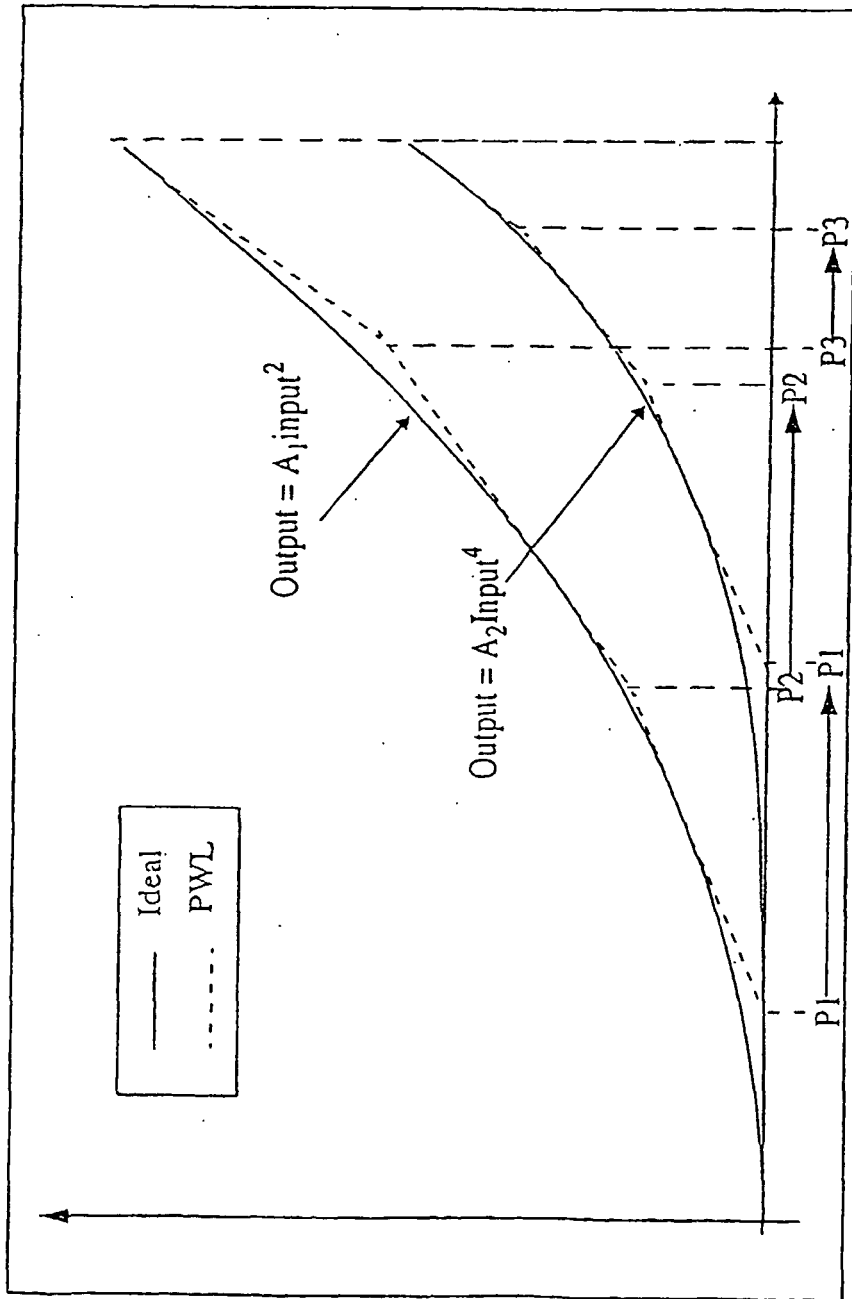 Ideal
PWL
Output = A₁input²
Output = A₂Input⁴
P2
P2
P1
P1
P3
P3